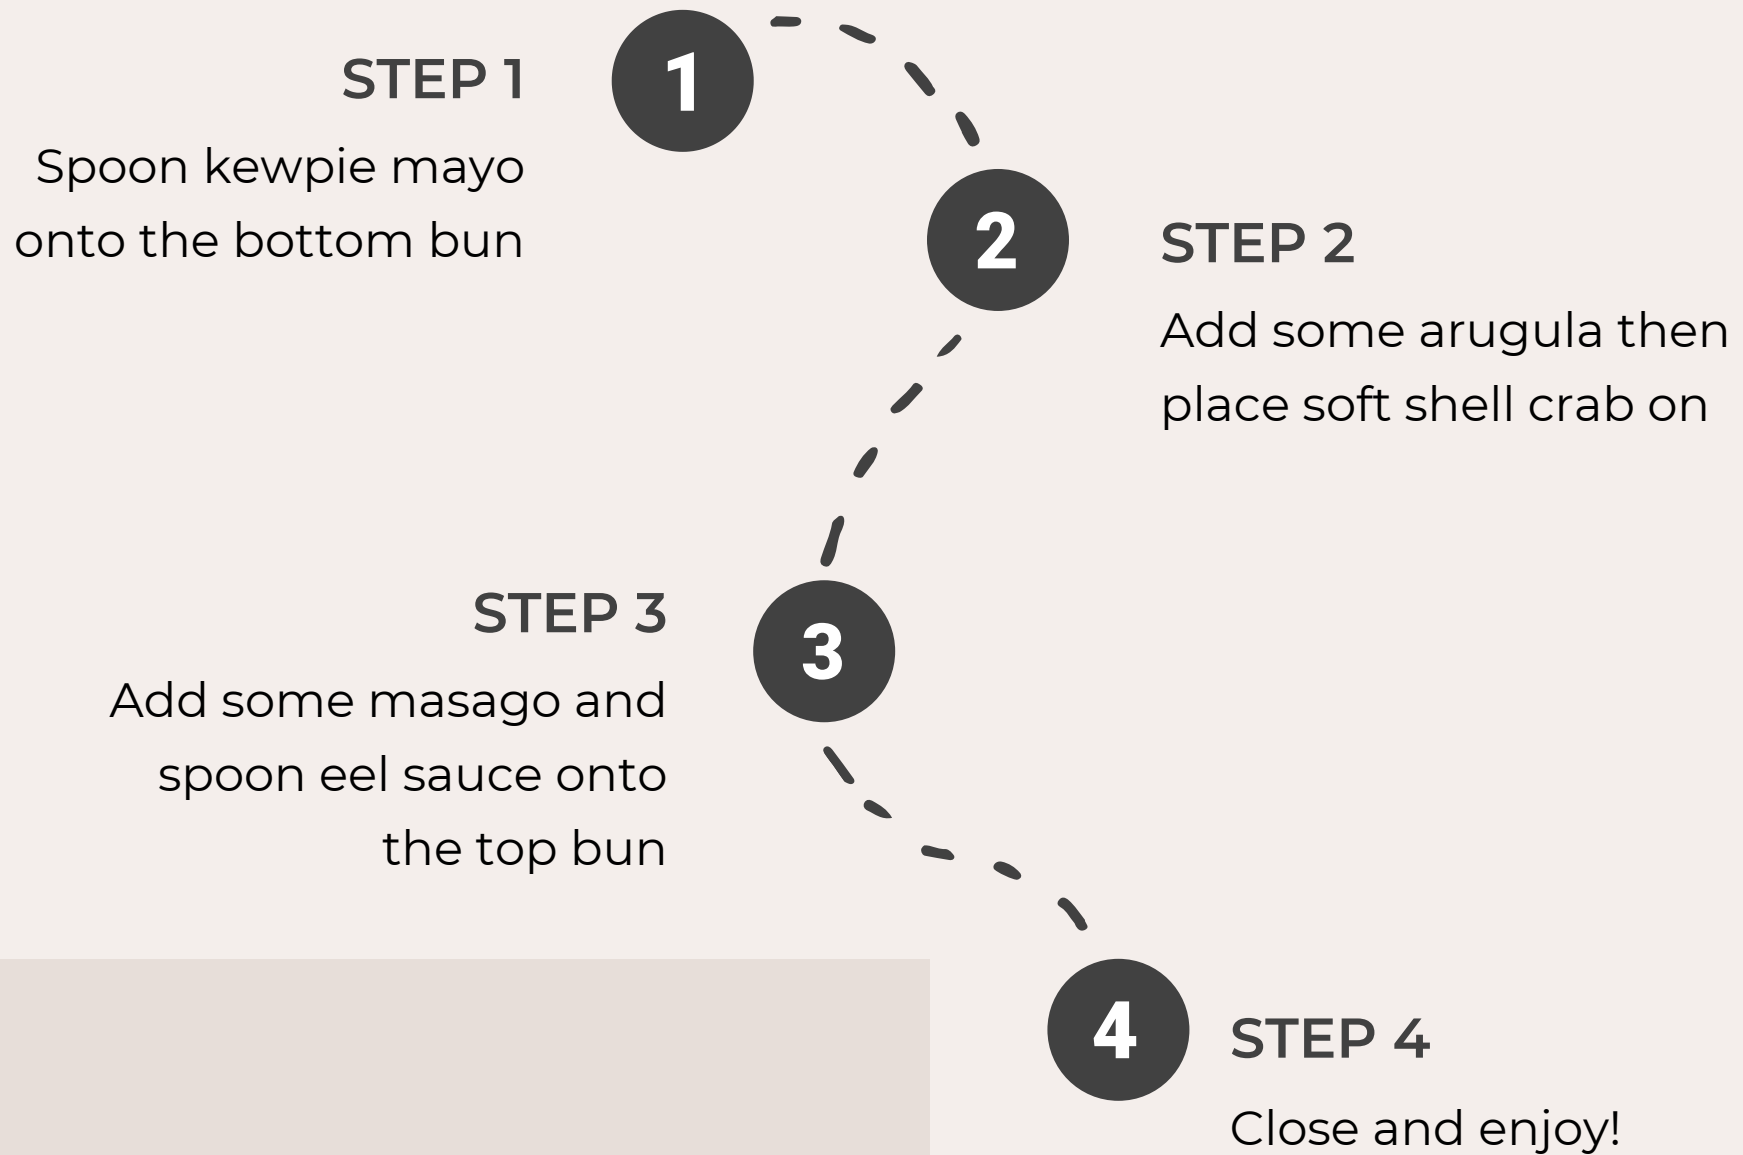 STEP 1
1
Spoon kewpie mayo
onto the bottom bun
2
STEP 2
Add some arugula then
place soft shell crab on
STEP 3
3
Add some masago and
spoon eel sauce onto
the top bun
4
STEP 4
Close and enjoy!